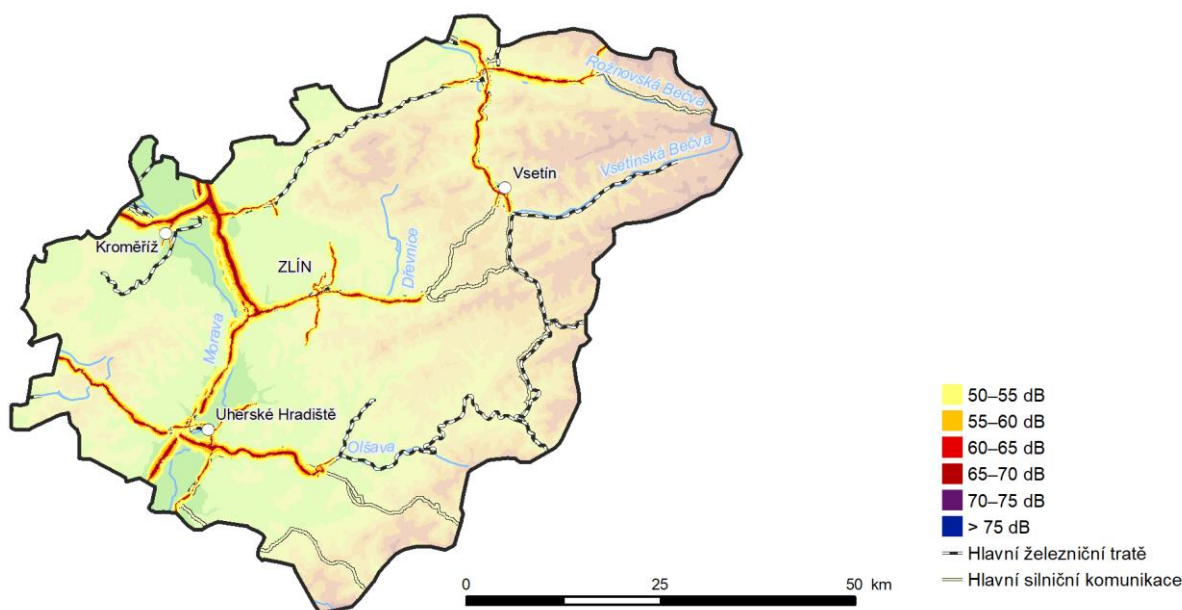 Rožnovská Bečva
Vsetínská Bečva
Vsetín
Kroměříž
ZLÍN
Dřevnice
Morava
Uherské Hradiště
Olšava
50–55 dB
55–60 dB
60–65 dB
65–70 dB
70–75 dB
> 75 dB
Hlavní železniční tratě
Hlavní silniční komunikace
0 25 50 km